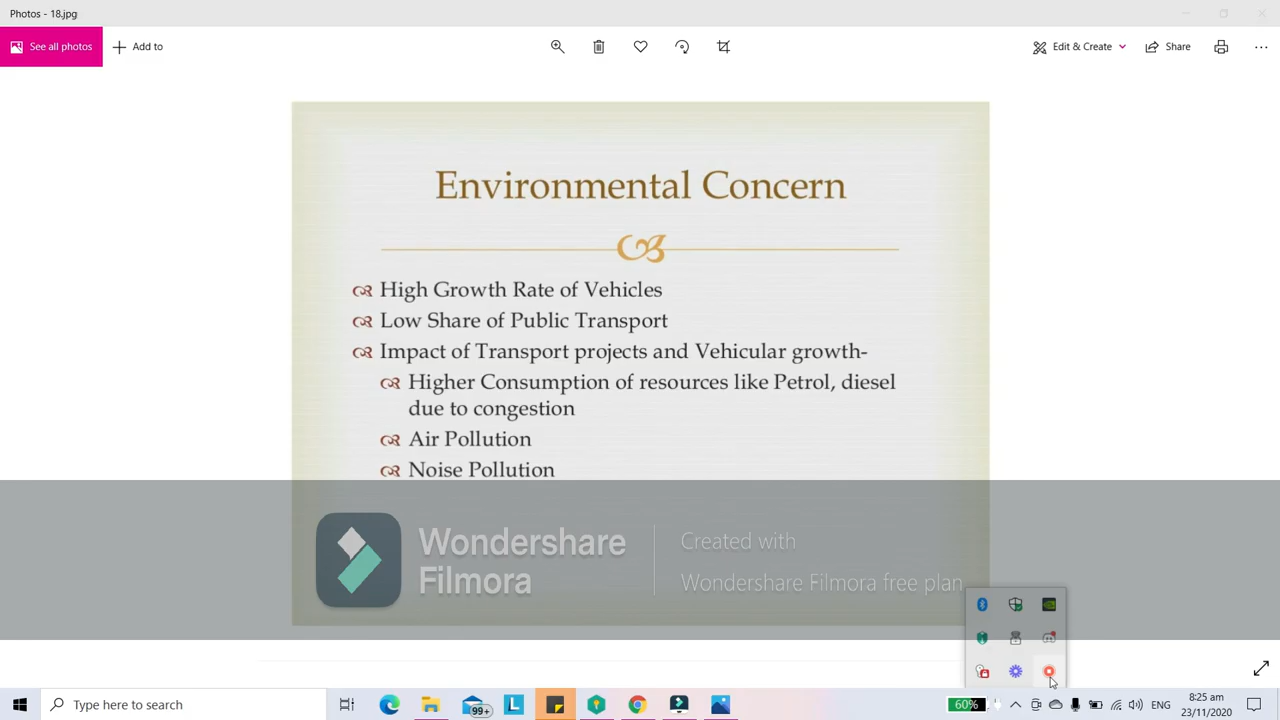 Photos - 18.jpg
See all photos
Add to
Edit & Create
Share
Environmental Concern
High Growth Rate of Vehicles
Low Share of Public Transport
Impact of Transport projects and Vehicular growth-
Higher Consumption of resources like Petrol, diesel
due to congestion
Air Pollution
Noise Pollution
Wondershare
Filmora
Created with
Wondershare Filmora free plan
Type here to search
99+
L
60%
ENG
8:25 am
23/11/2020